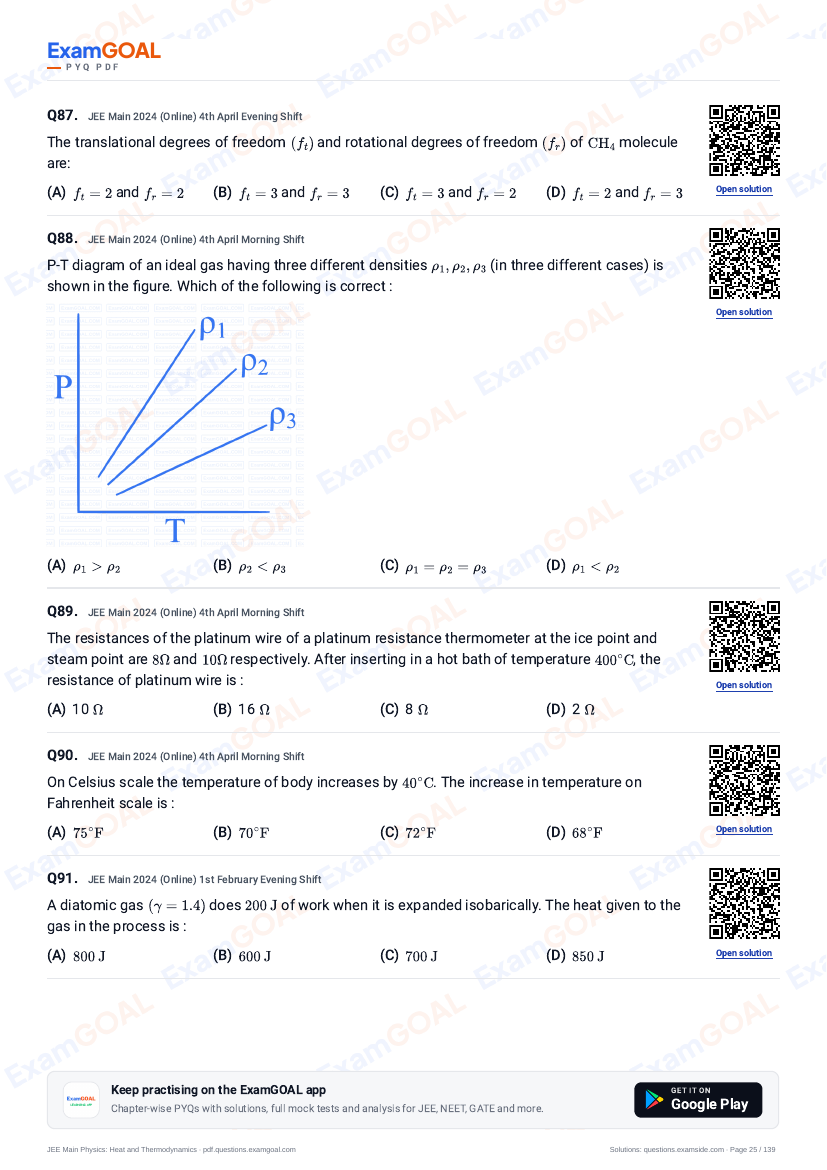 ExamGOAL
PYQ PDF
Q87. JEE Main 2024 (Online) 4th April Evening Shift
The translational degrees of freedom (f_t) and rotational degrees of freedom (f_r) of CH₄ molecule
are:
(A) f_t = 2 and f_r = 2 (B) f_t = 3 and f_r = 3 (C) f_t = 3 and f_r = 2 (D) f_t = 2 and f_r = 3
Open solution
Q88. JEE Main 2024 (Online) 4th April Morning Shift
P-T diagram of an ideal gas having three different densities ρ₁, ρ₂, ρ₃ (in three different cases) is
shown in the figure. Which of the following is correct :
Open solution
ρ₁
ρ₂
P
ρ₃
T
(A) ρ₁ > ρ₂ (B) ρ₂ < ρ₃ (C) ρ₁ = ρ₂ = ρ₃ (D) ρ₁ < ρ₂
Q89. JEE Main 2024 (Online) 4th April Morning Shift
The resistances of the platinum wire of a platinum resistance thermometer at the ice point and
steam point are 8Ω and 10Ω respectively. After inserting in a hot bath of temperature 400°C, the
resistance of platinum wire is :
Open solution
(A) 10 Ω (B) 16 Ω (C) 8 Ω (D) 2 Ω
Q90. JEE Main 2024 (Online) 4th April Morning Shift
On Celsius scale the temperature of body increases by 40°C. The increase in temperature on
Fahrenheit scale is :
Open solution
(A) 75°F (B) 70°F (C) 72°F (D) 68°F
Q91. JEE Main 2024 (Online) 1st February Evening Shift
A diatomic gas (γ = 1.4) does 200 J of work when it is expanded isobarically. The heat given to the
gas in the process is :
Open solution
(A) 800 J (B) 600 J (C) 700 J (D) 850 J
Keep practising on the ExamGOAL app
Chapter-wise PYQs with solutions, full mock tests and analysis for JEE, NEET, GATE and more.
GET IT ON
Google Play
JEE Main Physics: Heat and Thermodynamics · pdf.questions.examgoal.com
Solutions: questions.examside.com · Page 25 / 139